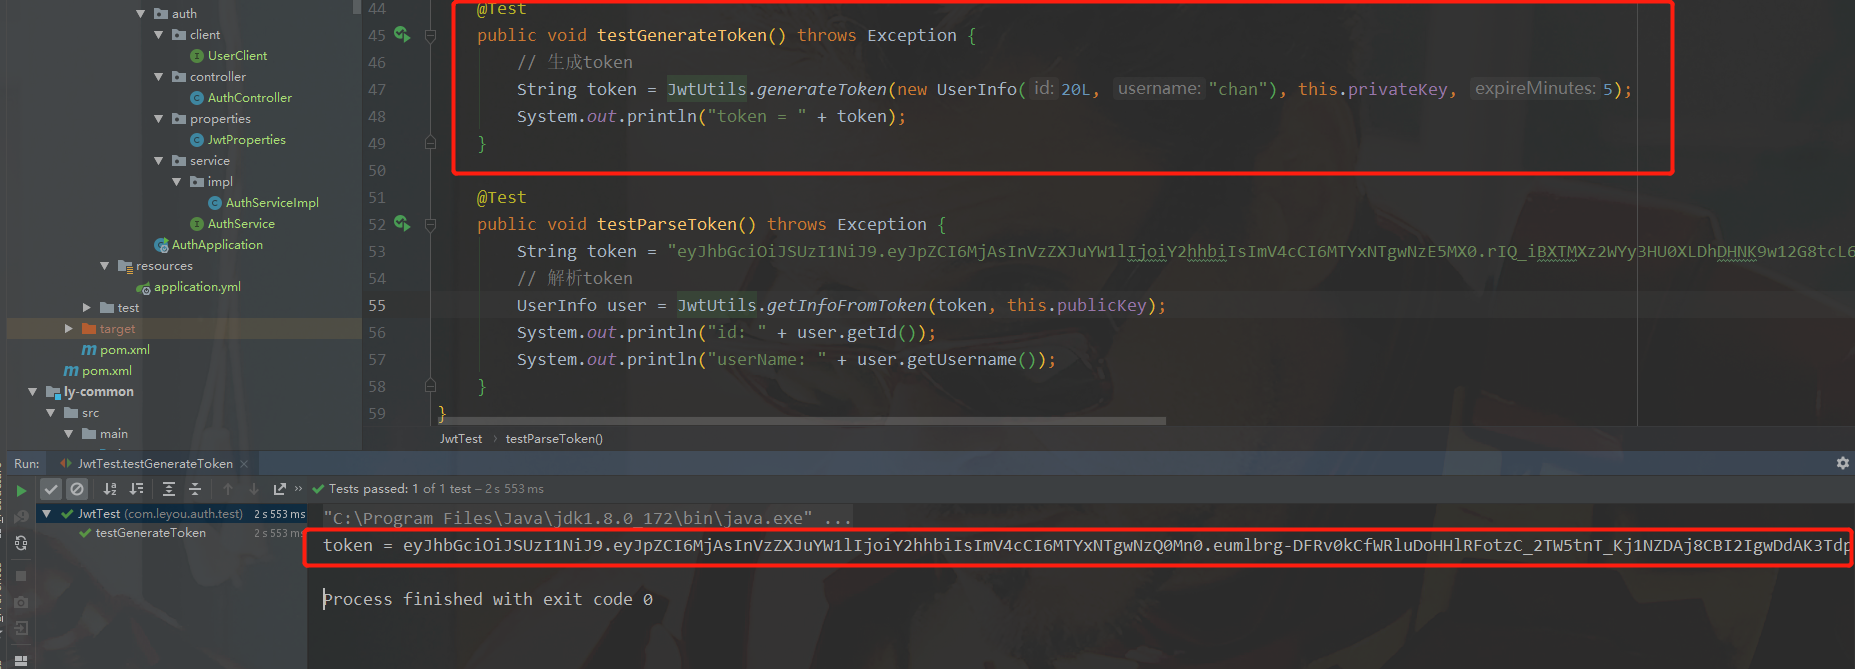 auth
client
UserClient
controller
AuthController
properties
JwtProperties
service
impl
AuthServiceImpl
AuthService
AuthApplication
resources
application.yml
test
target
pom.xml
pom.xml
ly-common
src
main
44 @Test
45 public void testGenerateToken() throws Exception {
46 // 生成token
47 String token = JwtUtils.generateToken(new UserInfo( id: 20L, username: "chan"), this.privateKey, expireMinutes: 5);
48 System.out.println("token = " + token);
49 }
50
51 @Test
52 public void testParseToken() throws Exception {
53 String token = "eyJhbGciOiJSUzI1NiJ9.eyJpZCI6MjAsInVzZXJuYW1lIjoiY2hhbiIsImV4cCI6MTYxNTgwNzE5MX0.rIQ_iBXTMXz2WYy3HU0XLDhDHNK9w12G8tcL6
54 // 解析token
55 UserInfo user = JwtUtils.getInfoFromToken(token, this.publicKey);
56 System.out.println("id: " + user.getId());
57 System.out.println("userName: " + user.getUsername());
58 }
59 }
JwtTest › testParseToken()
Run: JwtTest.testGenerateToken ×
» Tests passed: 1 of 1 test – 2 s 553 ms
JwtTest (com.leyou.auth.test) 2 s 553 ms
testGenerateToken 2 s 553 ms
"C:\Program Files\Java\jdk1.8.0_172\bin\java.exe" ...
token = eyJhbGciOiJSUzI1NiJ9.eyJpZCI6MjAsInVzZXJuYW1lIjoiY2hhbiIsImV4cCI6MTYxNTgwNzQ0Mn0.eumlbrg-DFRv0kCfWRluDoHHlRFotzC_2TW5tnT_Kj1NZDAj8CBI2IgwDdAK3Tdp
Process finished with exit code 0